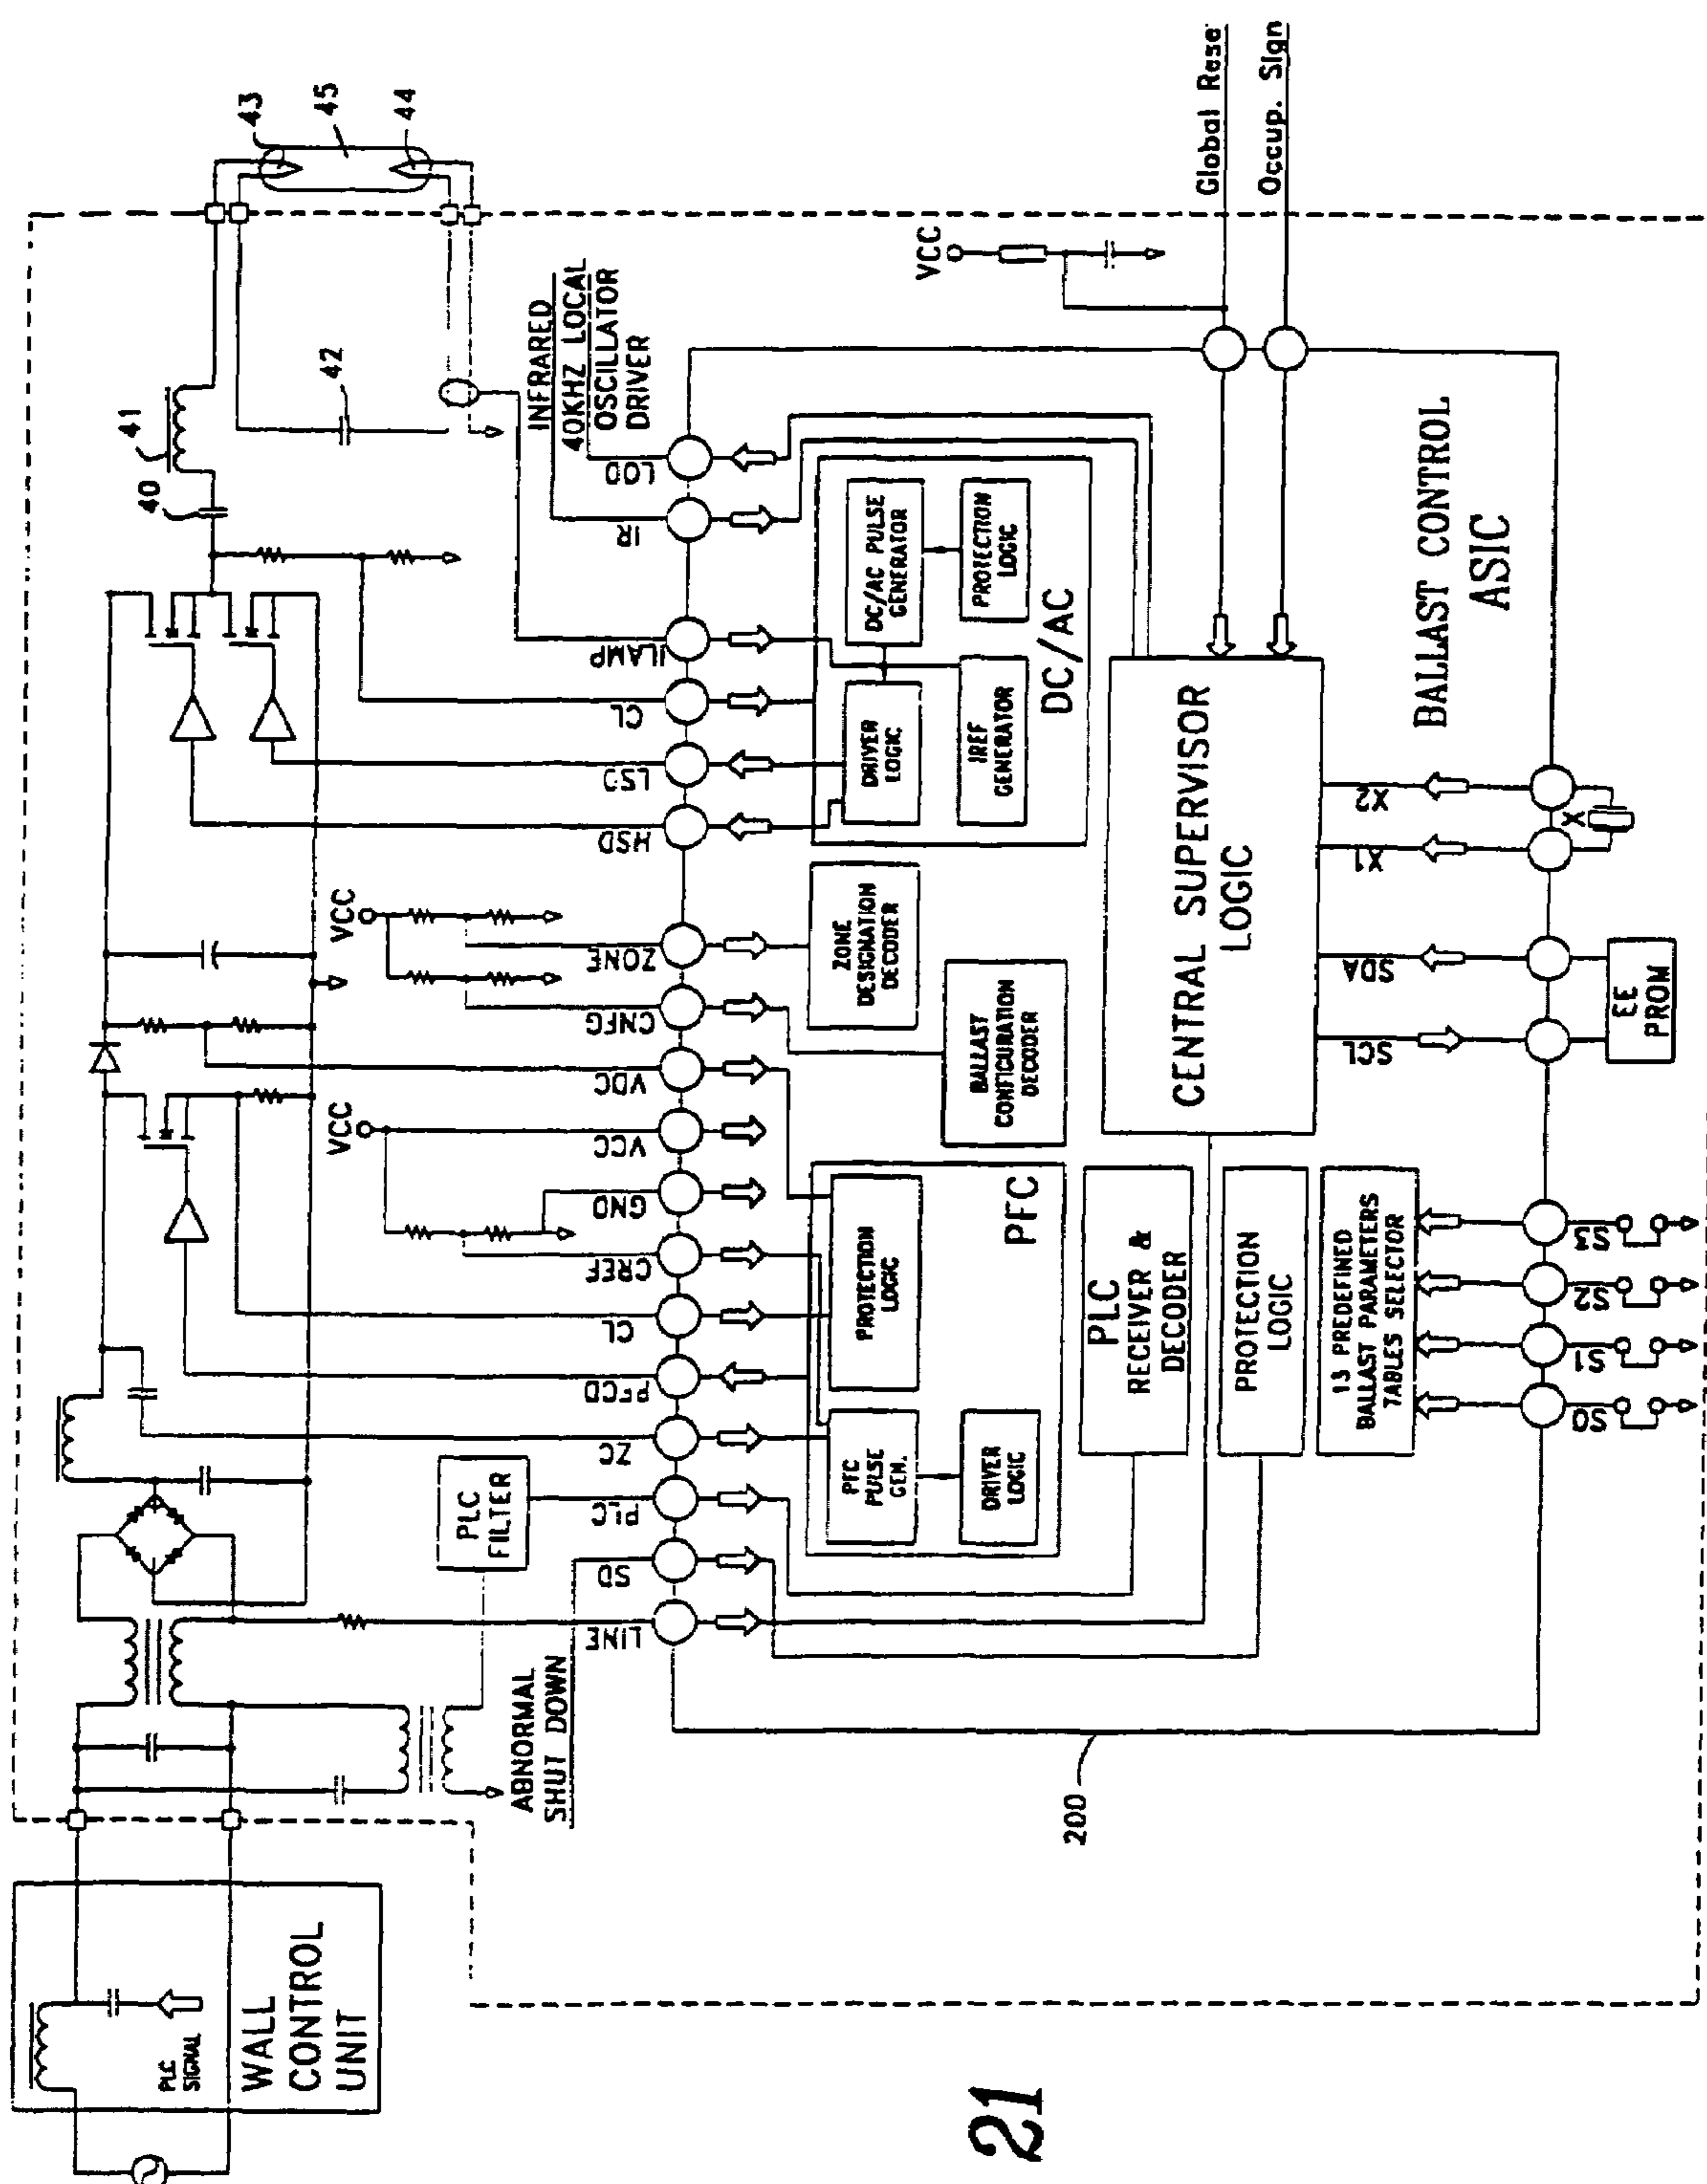 WALL
CONTROL
UNIT
PLC
SIGNAL
ABNORMAL
SHUT DOWN
PLC
FILTER
VCC
VCC
40
41
42
43
45
44
INFRARED
40KHZ LOCAL
OSCILLATOR
DRIVER
VCC
Global Rese
Occup. Sign
LINE
SD
PLC
ZC
PFCD
CL
CREF
GND
VCC
VDC
CNFG
ZONE
HSD
LSD
CL
ILAMP
IR
LOD
PFC
PULSE
GEN.
DRIVER
LOGIC
PROTECTION
LOGIC
PFC
BALLAST
CONFIGURATION
DECODER
ZONE
DESIGNATION
DECODER
DRIVER
LOGIC
IREF
GENERATOR
DC/AC PULSE
GENERATOR
PROTECTION
LOGIC
DC/AC
PLC
RECEIVER &
DECODER
PROTECTION
LOGIC
13 PREDEFINED
BALLAST PARAMETERS
TABLES SELECTOR
CENTRAL SUPERVISOR
LOGIC
BALLAST CONTROL
ASIC
200
S0
S1
S2
S3
SCL
SDA
X1
X2
X
EE
PROM
21